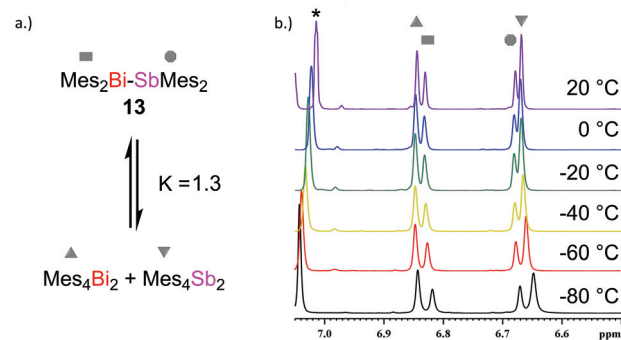 a.)
Mes₂Bi-SbMes₂
13
K =1.3
Mes₄Bi₂ + Mes₄Sb₂
b.)
*
20 °C
0 °C
-20 °C
-40 °C
-60 °C
-80 °C
7.0 6.9 6.8 6.7 6.6 ppm